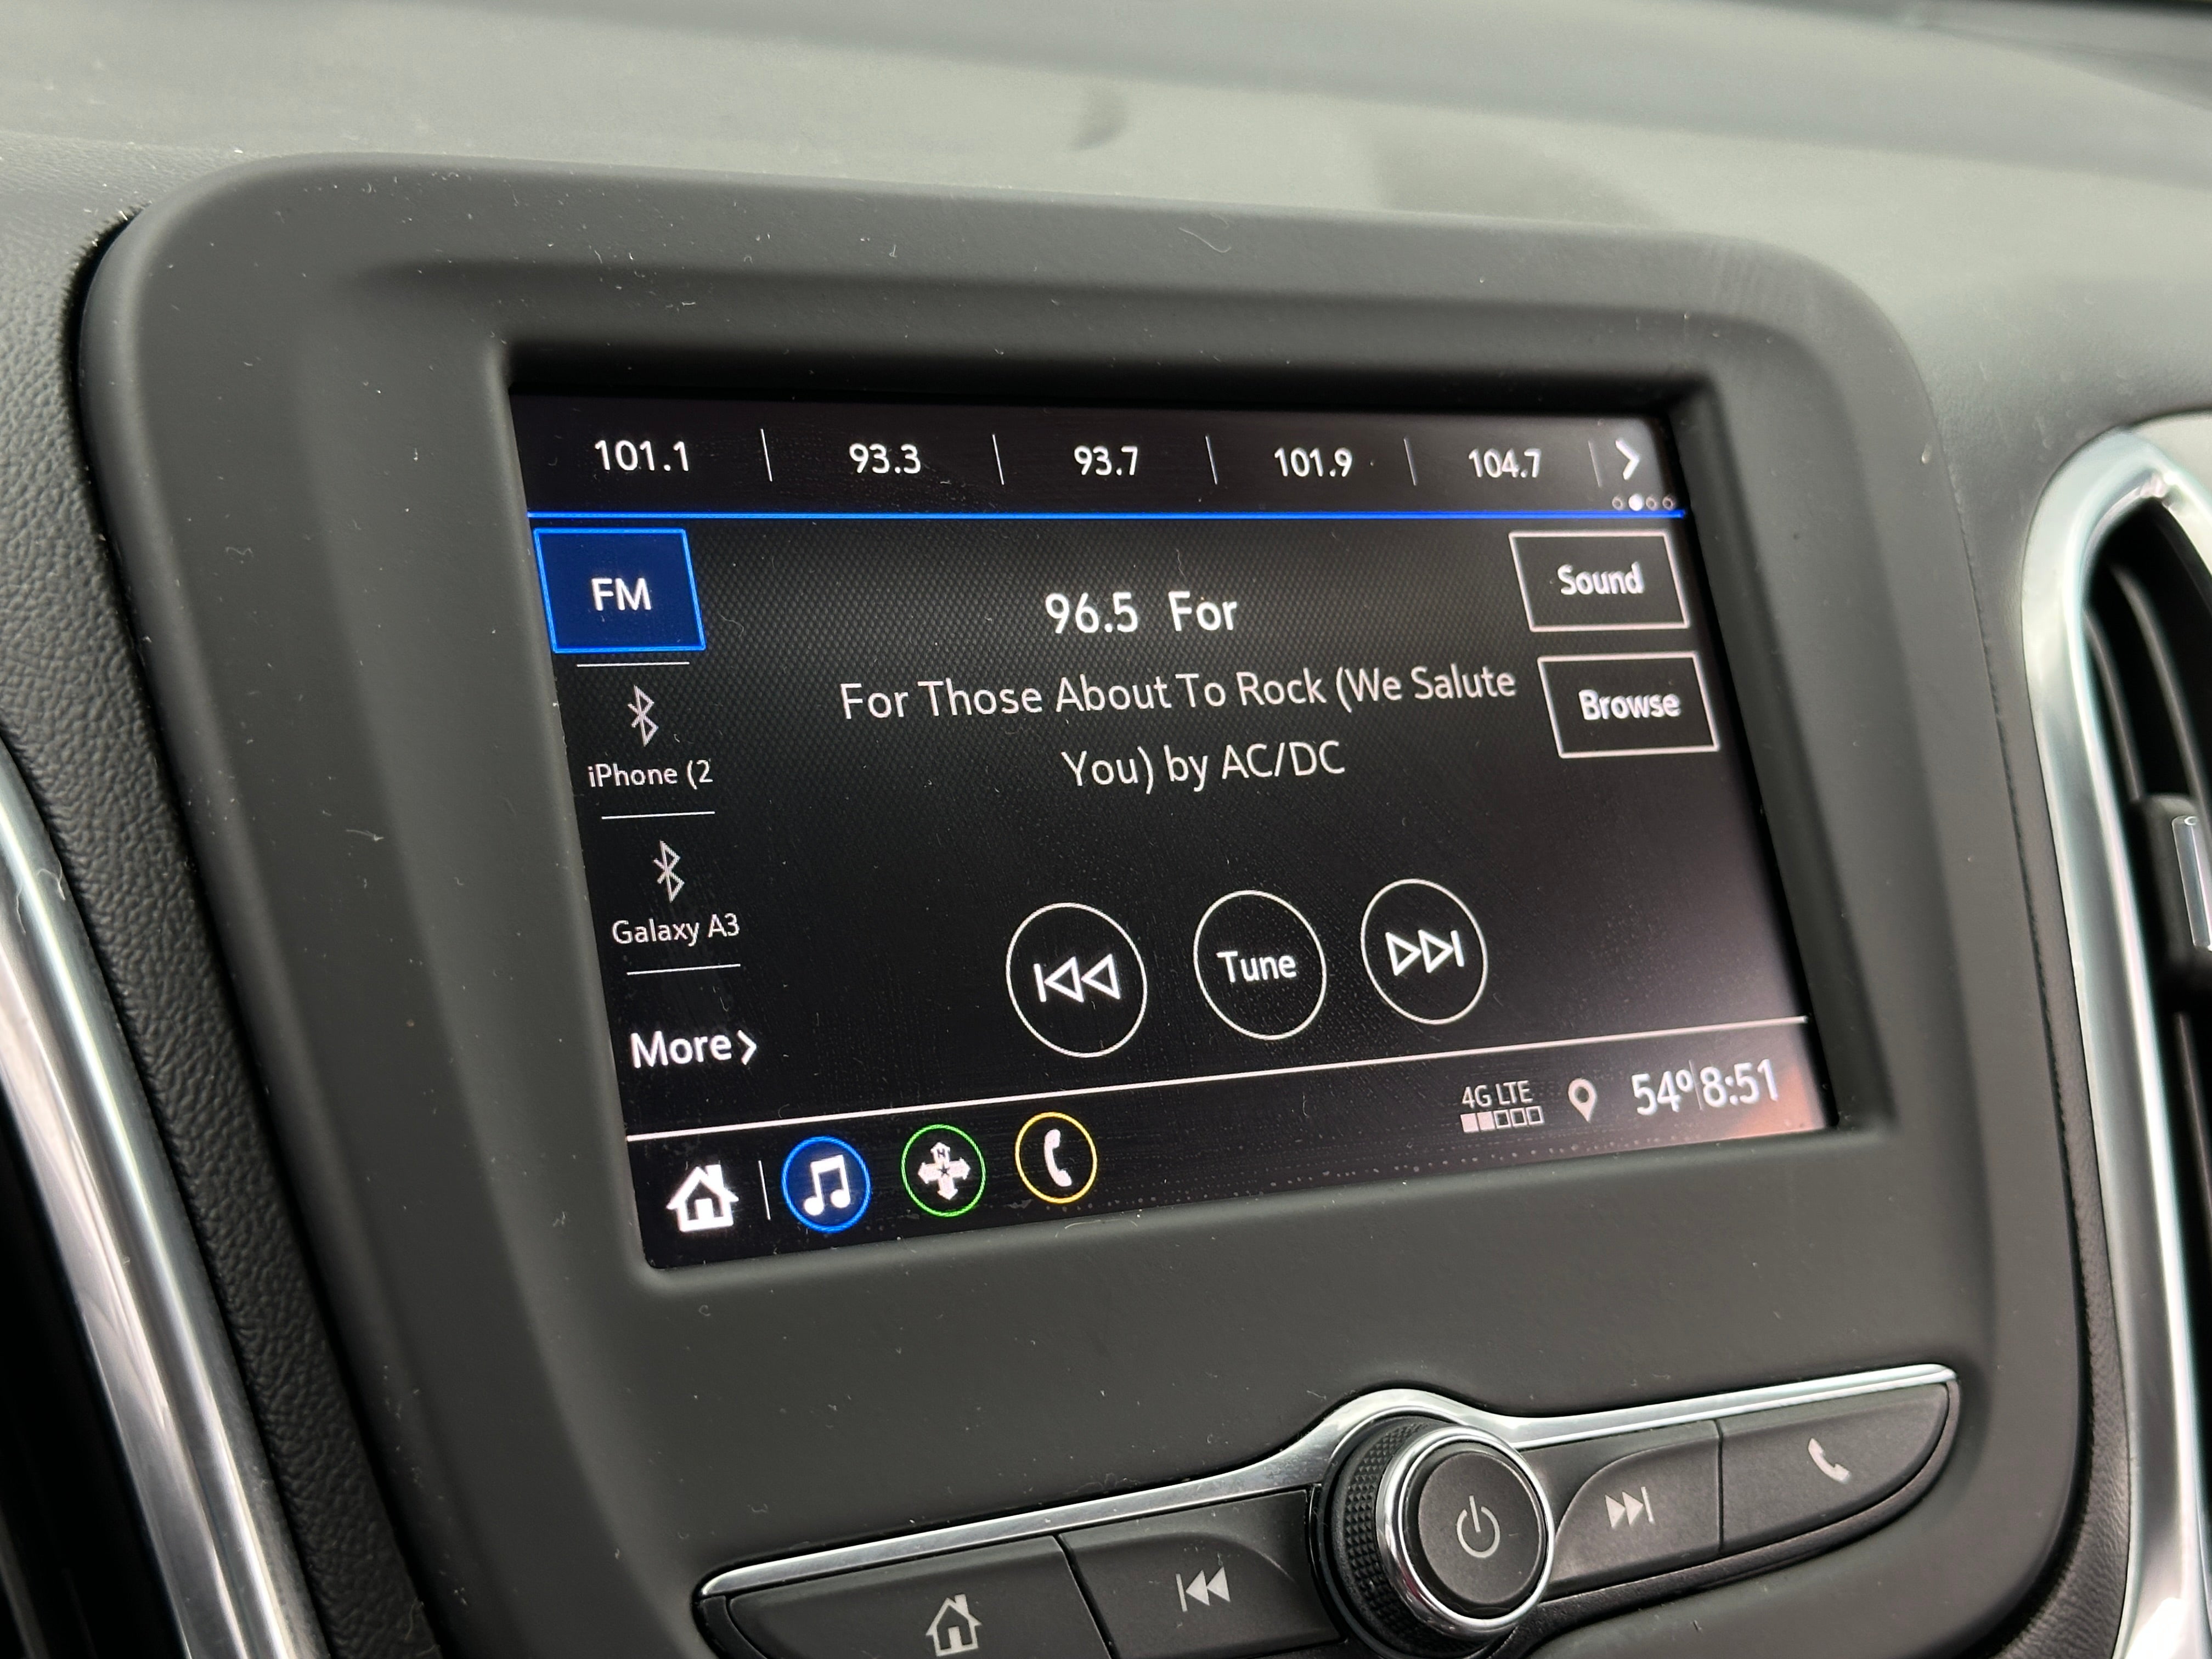 101.1 93.3 93.7 101.9 104.7
FM
96.5 For
Sound
For Those About To Rock (We Salute
You) by AC/DC
Browse
iPhone (2
Galaxy A3
Tune
More
4G LTE
54° 8:51
N